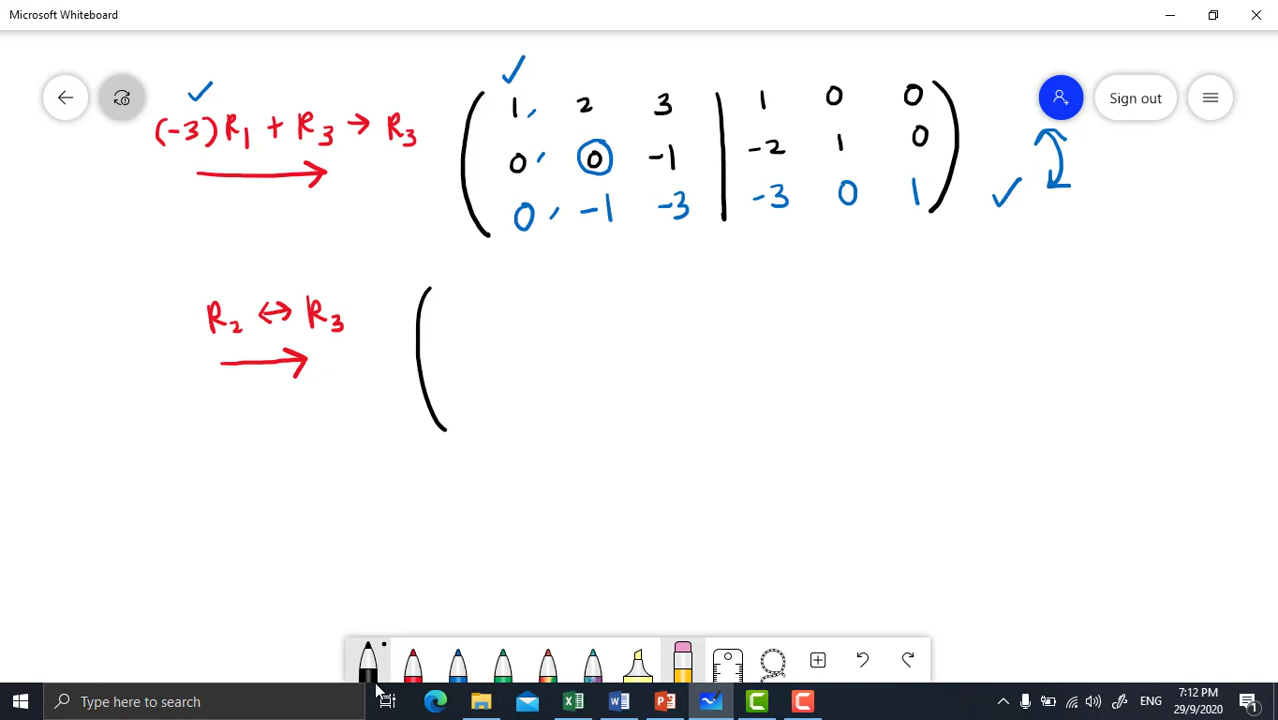 Microsoft Whiteboard
✓ ✓
(-3)R₁ + R₃ → R₃
( 1 2 3 | 1 0 0 )
0 0 -1 | -2 1 0
0 -1 -3 | -3 0 1 ✓
Sign out
R₂ ↔ R₃ (
Type here to search
ENG
7:12 PM
29/9/2020
1